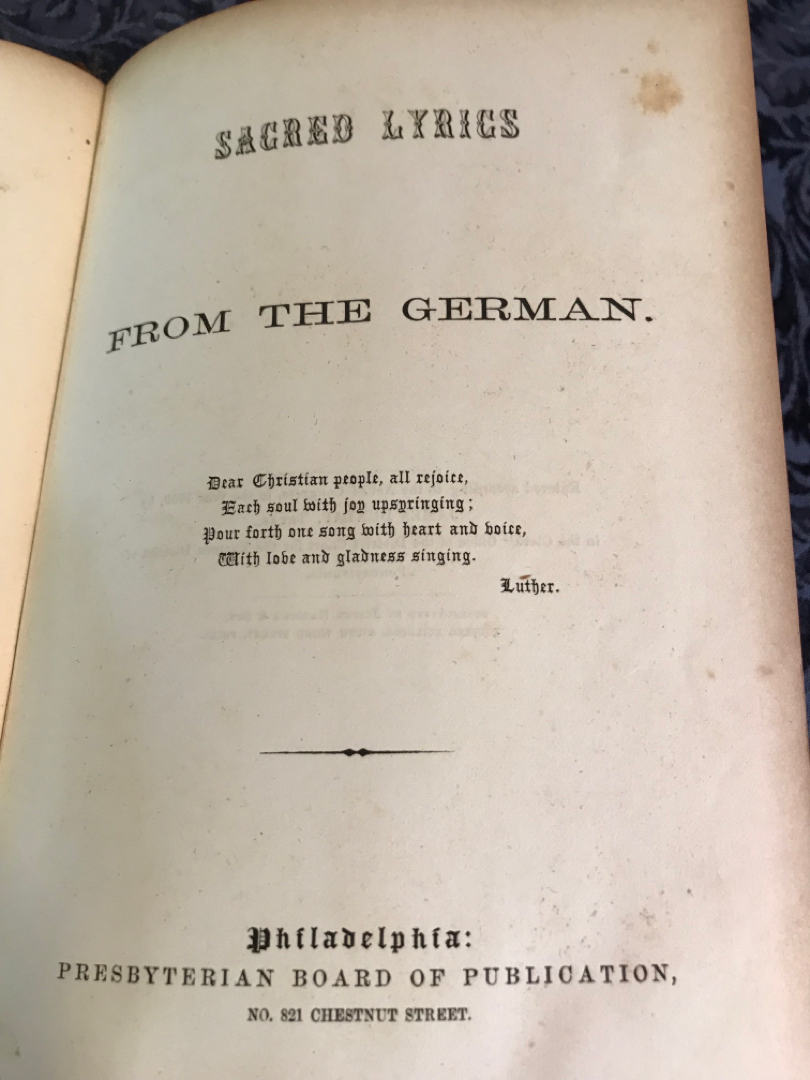 SACRED LYRICS
FROM THE GERMAN.
Dear Christian people, all rejoice,
Each soul with joy upspringing;
Pour forth one song with heart and voice,
With love and gladness singing.
Luther.
Philadelphia:
PRESBYTERIAN BOARD OF PUBLICATION,
NO. 821 CHESTNUT STREET.